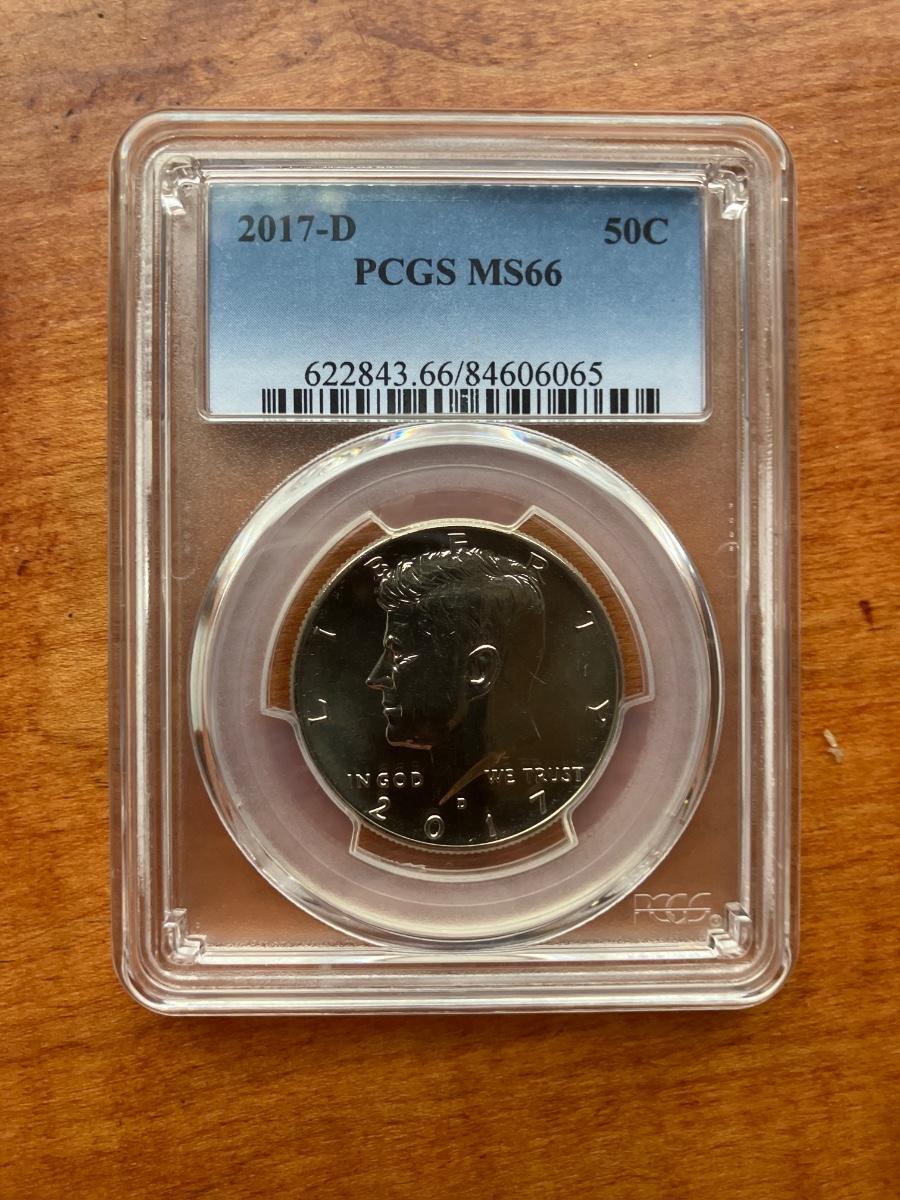 2017-D 50C
PCGS MS66
622843.66/84606065
LIBERTY
IN GOD WE TRUST
D
2017
PCGS